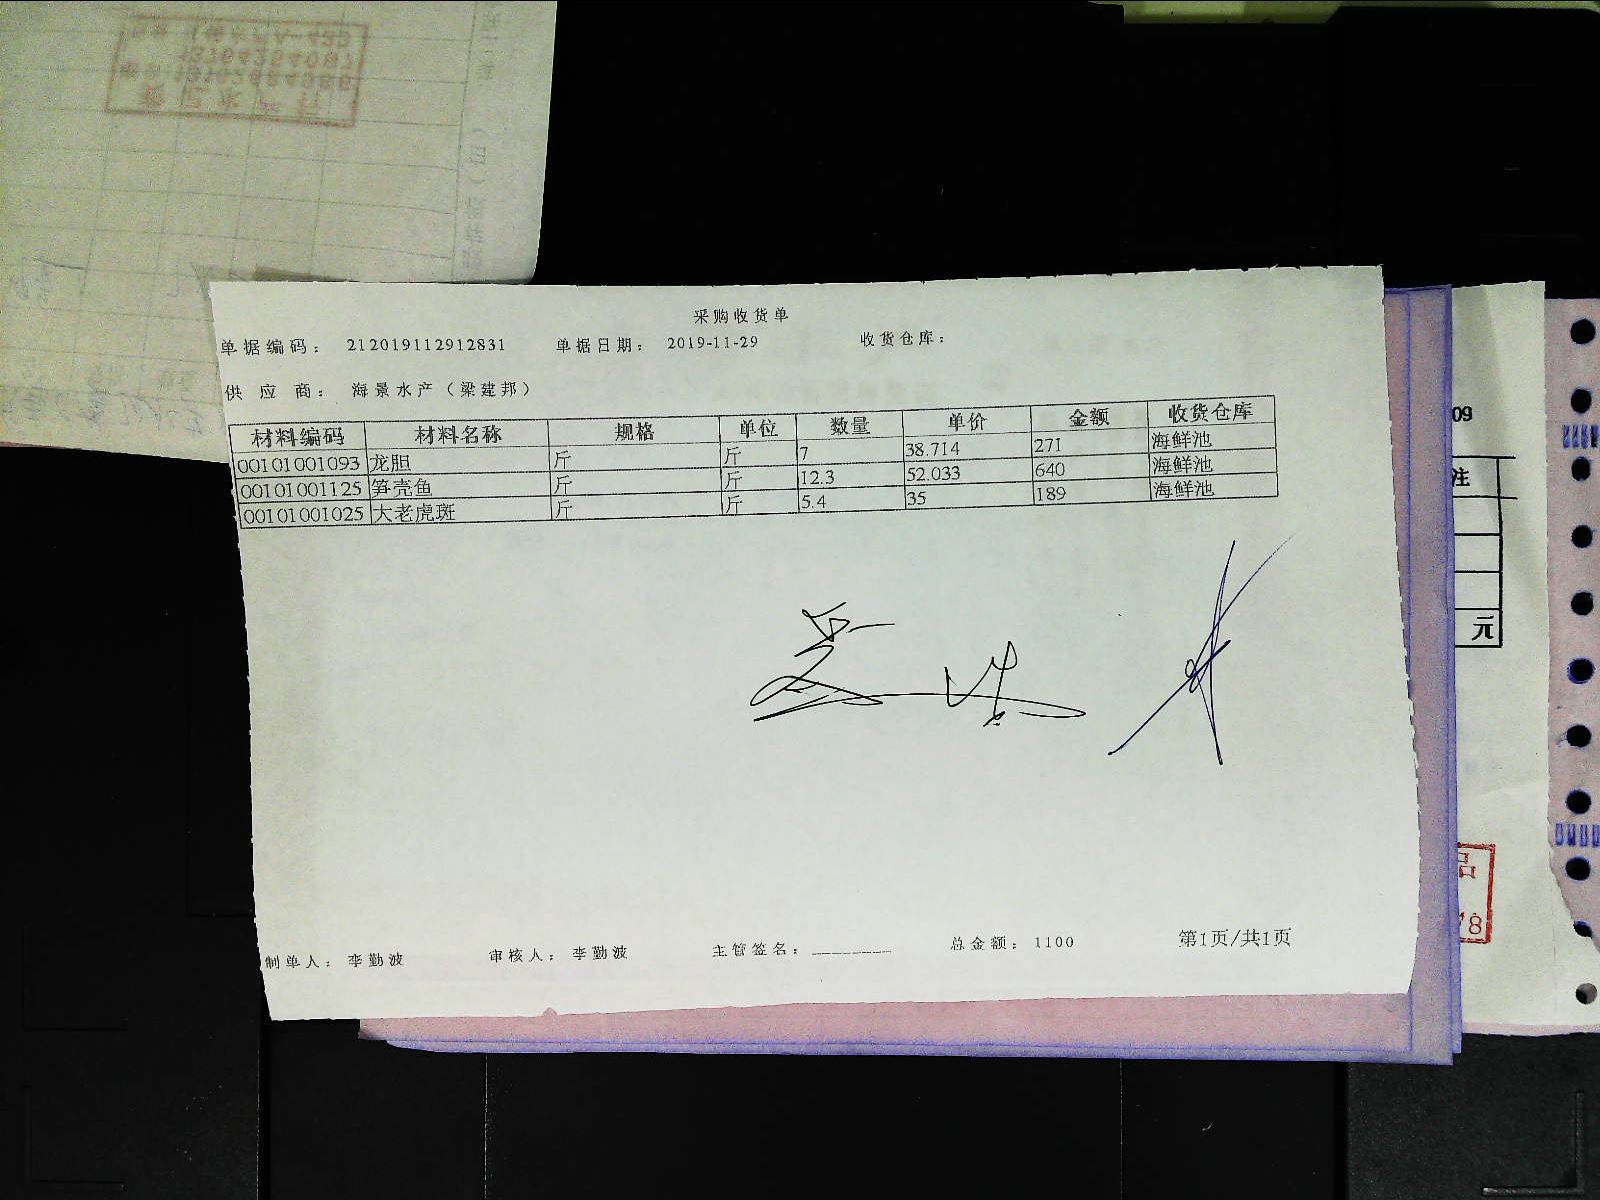 采购收货单
单据编码： 212019112912831 单据日期： 2019-11-29 收货仓库：
供应商： 海景水产（梁建邦）
材料编码 材料名称 规格 单位 数量 单价 金额 收货仓库
00101001093 龙胆 斤 斤 7 38.714 271 海鲜池
00101001125 笋壳鱼 斤 斤 12.3 52.033 640 海鲜池
00101001025 大老虎斑 斤 斤 5.4 35 189 海鲜池
制单人： 李勤波 审核人： 李勤波 主管签名：________ 总金额： 1100 第1页/共1页
09
注
元
品
18